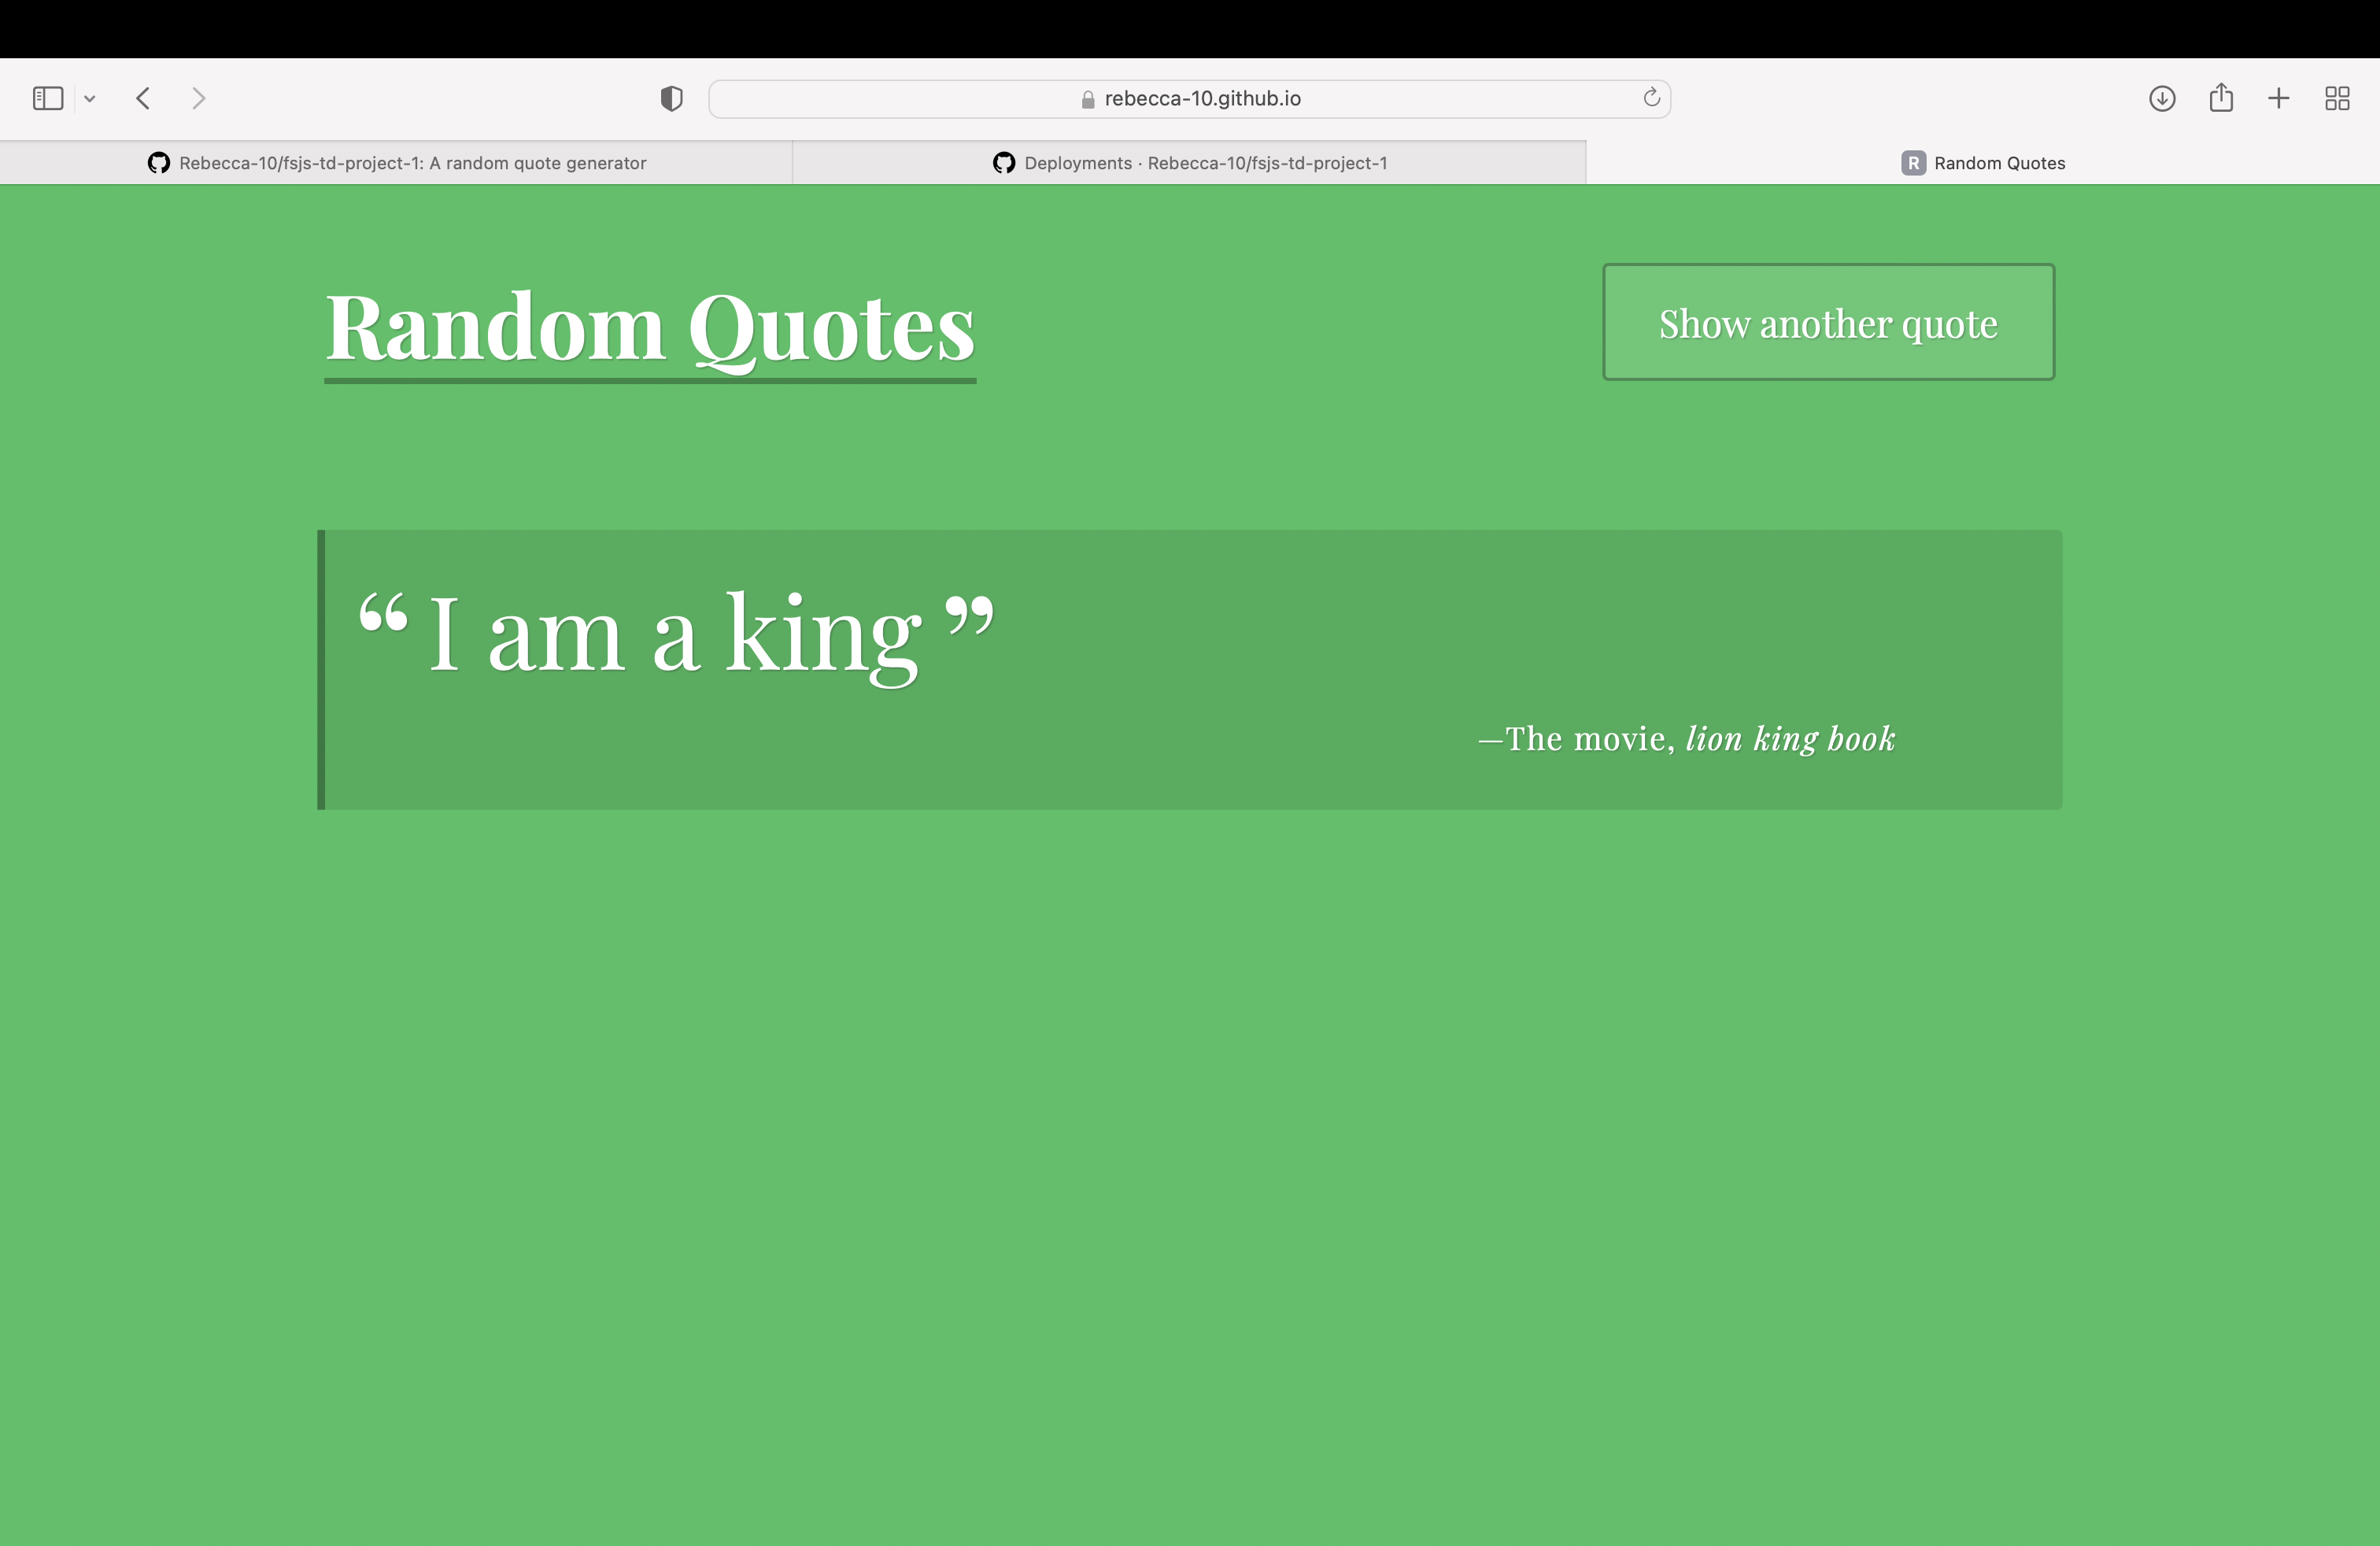 rebecca-10.github.io
Rebecca-10/fsjs-td-project-1: A random quote generator
Deployments · Rebecca-10/fsjs-td-project-1
R Random Quotes
Random Quotes
Show another quote
“ I am a king ”
—The movie, lion king book